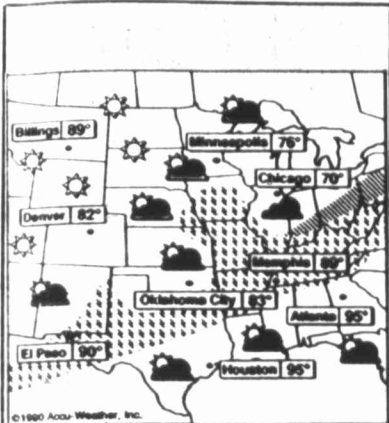 Billings 89°
Minneapolis 76°
Chicago 70°
Denver 82°
Memphis 89°
Oklahoma City 83°
Atlanta 95°
El Paso 90°
Houston 95°
©1990 Accu-Weather, Inc.